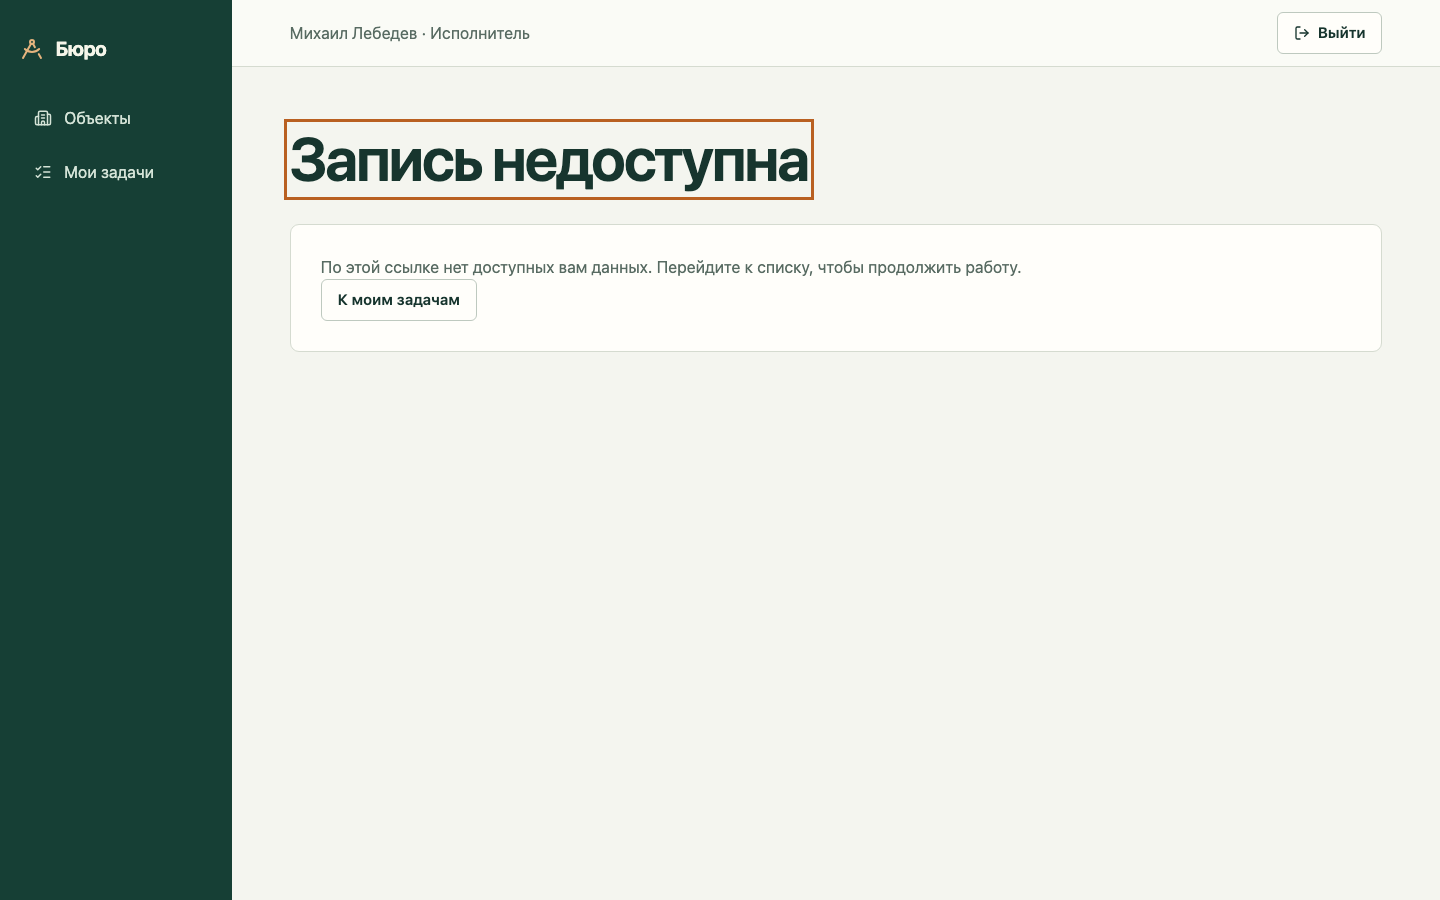 Бюро
Объекты
Мои задачи
Михаил Лебедев · Исполнитель
Выйти
Запись недоступна
По этой ссылке нет доступных вам данных. Перейдите к списку, чтобы продолжить работу.
К моим задачам